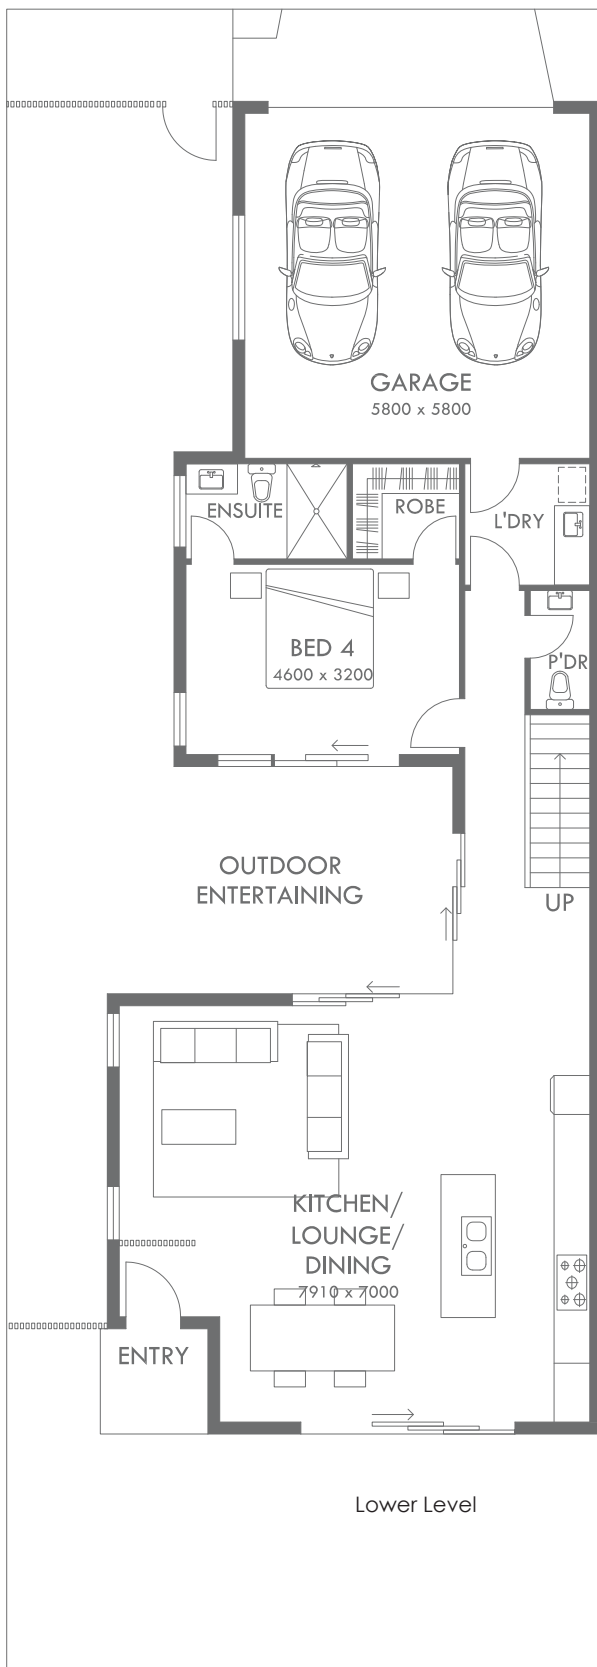 GARAGE
5800 x 5800
ENSUITE
ROBE
L'DRY
BED 4
4600 x 3200
P'DR
OUTDOOR
ENTERTAINING
UP
KITCHEN/
LOUNGE/
DINING
7910 x 7000
ENTRY
Lower Level